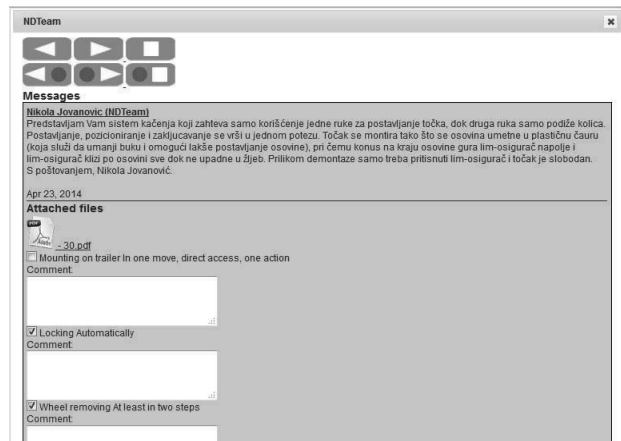 NDTeam
Messages
Nikola Jovanovic (NDTeam)
Predstavljam Vam sistem kačenja koji zahteva samo korišćenje jedne ruke za postavljanje točka, dok druga ruka samo podiže kolica.
Postavljanje, pozicioniranje i zakljucavanje se vrši u jednom potezu. Točak se montira tako što se osovina umetne u plastičnu čauru
(koja služi da umanji buku i omogući lakše postavljanje osovine), pri čemu konus na kraju osovine gura lim-osigurač napolje i
lim-osigurač klizi po osovini sve dok ne upadne u žljeb. Prilikom demontaze samo treba pritisnuti lim-osigurač i točak je slobodan.
S poštovanjem, Nikola Jovanović.
Apr 23, 2014
Attached files
- 30.pdf
Mounting on trailer In one move, direct access, one action
Comment:
Locking Automatically
Comment:
Wheel removing At least in two steps
Comment: